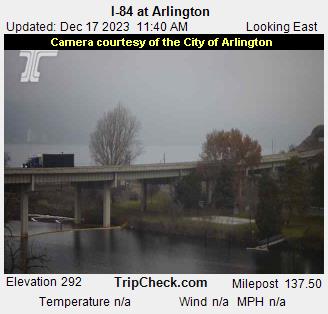 I-84 at Arlington
Updated: Dec 17 2023 11:40 AM Looking East
Camera courtesy of the City of Arlington
Elevation 292 TripCheck.com Milepost 137.50
Temperature n/a Wind n/a MPH n/a